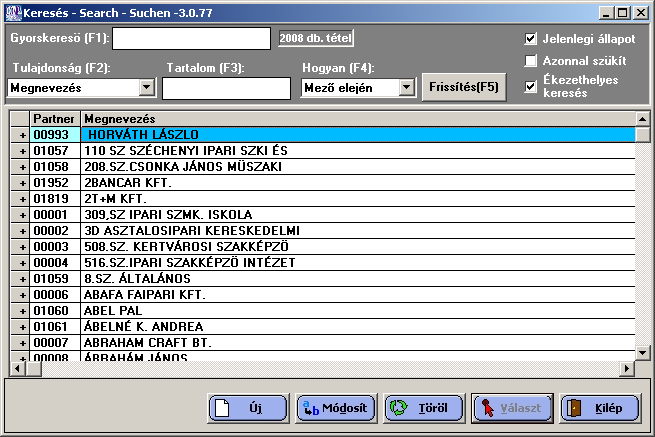 Keresés - Search - Suchen -3.0.77
Gyorskereső (F1):
2008 db. tétel
Jelenlegi állapot
Azonnal szükít
Ékezethelyes
keresés
Tulajdonság (F2):
Tartalom (F3):
Hogyan (F4):
Megnevezés
Mező elején
Frissítés(F5)
Partner Megnevezés
+ 00993 HORVÁTH LÁSZLO
+ 01057 110 SZ SZÉCHENYI IPARI SZKI ÉS
+ 01058 208.SZ.CSONKA JÁNOS MÜSZAKI
+ 01952 2BANCAR KFT.
+ 01819 2T+M KFT.
+ 00001 309,SZ IPARI SZMK. ISKOLA
+ 00002 3D ASZTALOSIPARI KERESKEDELMI
+ 00003 508.SZ. KERTVÁROSI SZAKKÉPZÖ
+ 00004 516.SZ.IPARI SZAKKÉPZÖ INTÉZET
+ 01059 8.SZ. ÁLTALÁNOS
+ 00006 ABAFA FAIPARI KFT.
+ 01060 ABEL PAL
+ 01061 ÁBELNÉ K. ANDREA
+ 00007 ABRAHAM CRAFT BT.
+ 00008 ÁBRAHÁM JÁNOS
Új
a b Módosít
Töröl
Választ
Kilép